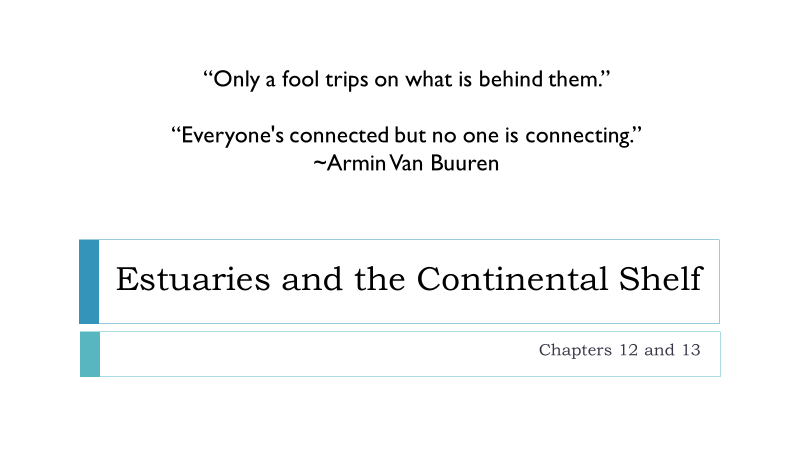 “Only a fool trips on what is behind them.”
“Everyone's connected but no one is connecting.”
~Armin Van Buuren
Estuaries and the Continental Shelf
Chapters 12 and 13